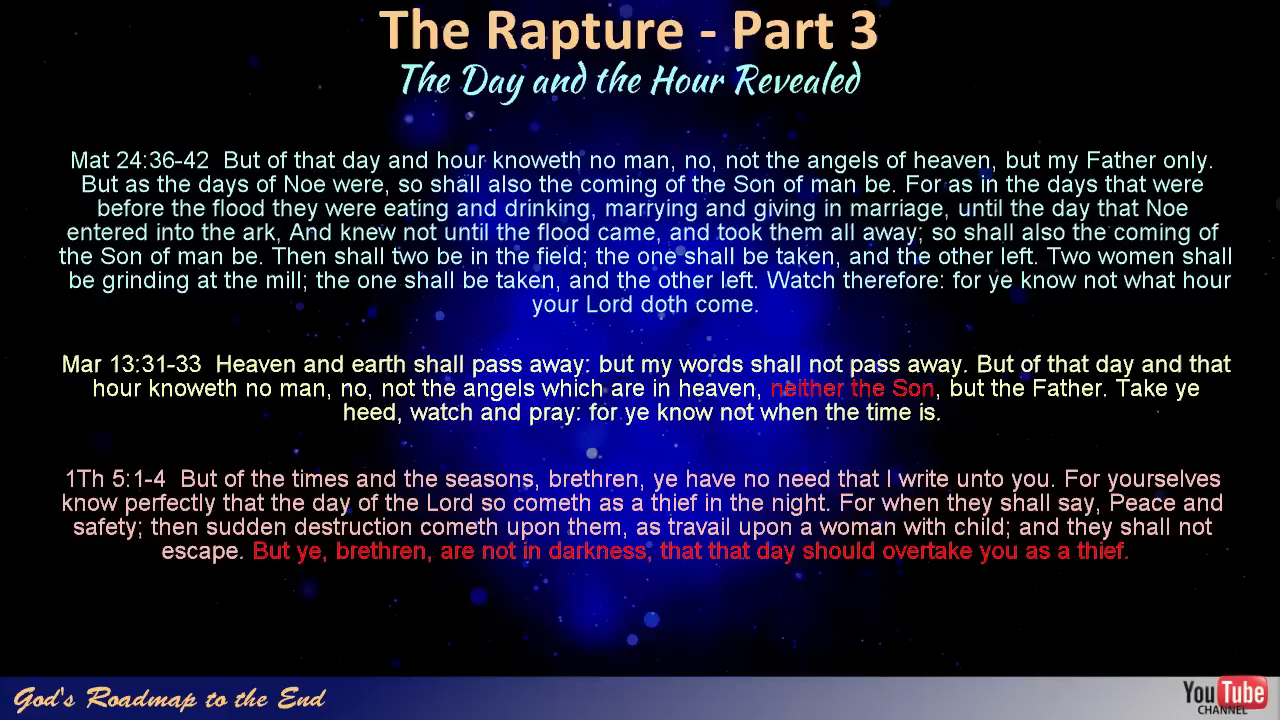 The Rapture - Part 3
The Day and the Hour Revealed
Mat 24:36-42  But of that day and hour knoweth no man, no, not the angels of heaven, but my Father only.
But as the days of Noe were, so shall also the coming of the Son of man be. For as in the days that were
before the flood they were eating and drinking, marrying and giving in marriage, until the day that Noe
entered into the ark, And knew not until the flood came, and took them all away; so shall also the coming of
the Son of man be. Then shall two be in the field; the one shall be taken, and the other left. Two women shall
be grinding at the mill; the one shall be taken, and the other left. Watch therefore: for ye know not what hour
your Lord doth come.
Mar 13:31-33  Heaven and earth shall pass away: but my words shall not pass away. But of that day and that
hour knoweth no man, no, not the angels which are in heaven, neither the Son, but the Father. Take ye
heed, watch and pray: for ye know not when the time is.
1Th 5:1-4  But of the times and the seasons, brethren, ye have no need that I write unto you. For yourselves
know perfectly that the day of the Lord so cometh as a thief in the night. For when they shall say, Peace and
safety; then sudden destruction cometh upon them, as travail upon a woman with child; and they shall not
escape. But ye, brethren, are not in darkness, that that day should overtake you as a thief.
God's Roadmap to the End
YouTube
CHANNEL